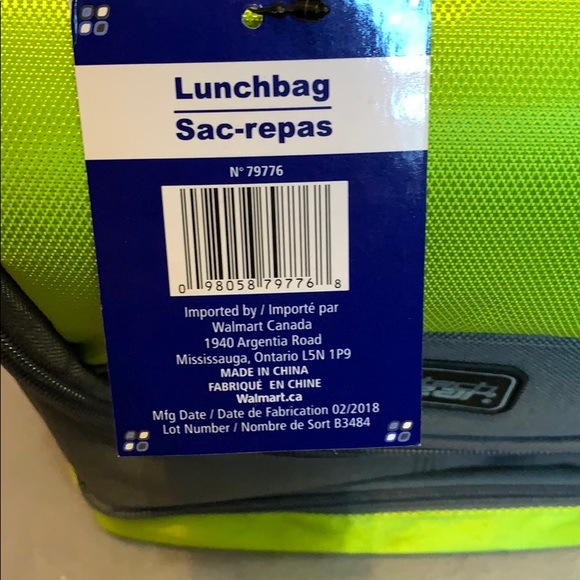 Lunchbag
Sac-repas
N° 79776
0 98058 79776 8
Imported by / Importé par
Walmart Canada
1940 Argentia Road
Mississauga, Ontario L5N 1P9
MADE IN CHINA
FABRIQUÉ EN CHINE
Walmart.ca
Mfg Date / Date de Fabrication 02/2018
Lot Number / Nombre de Sort B3484